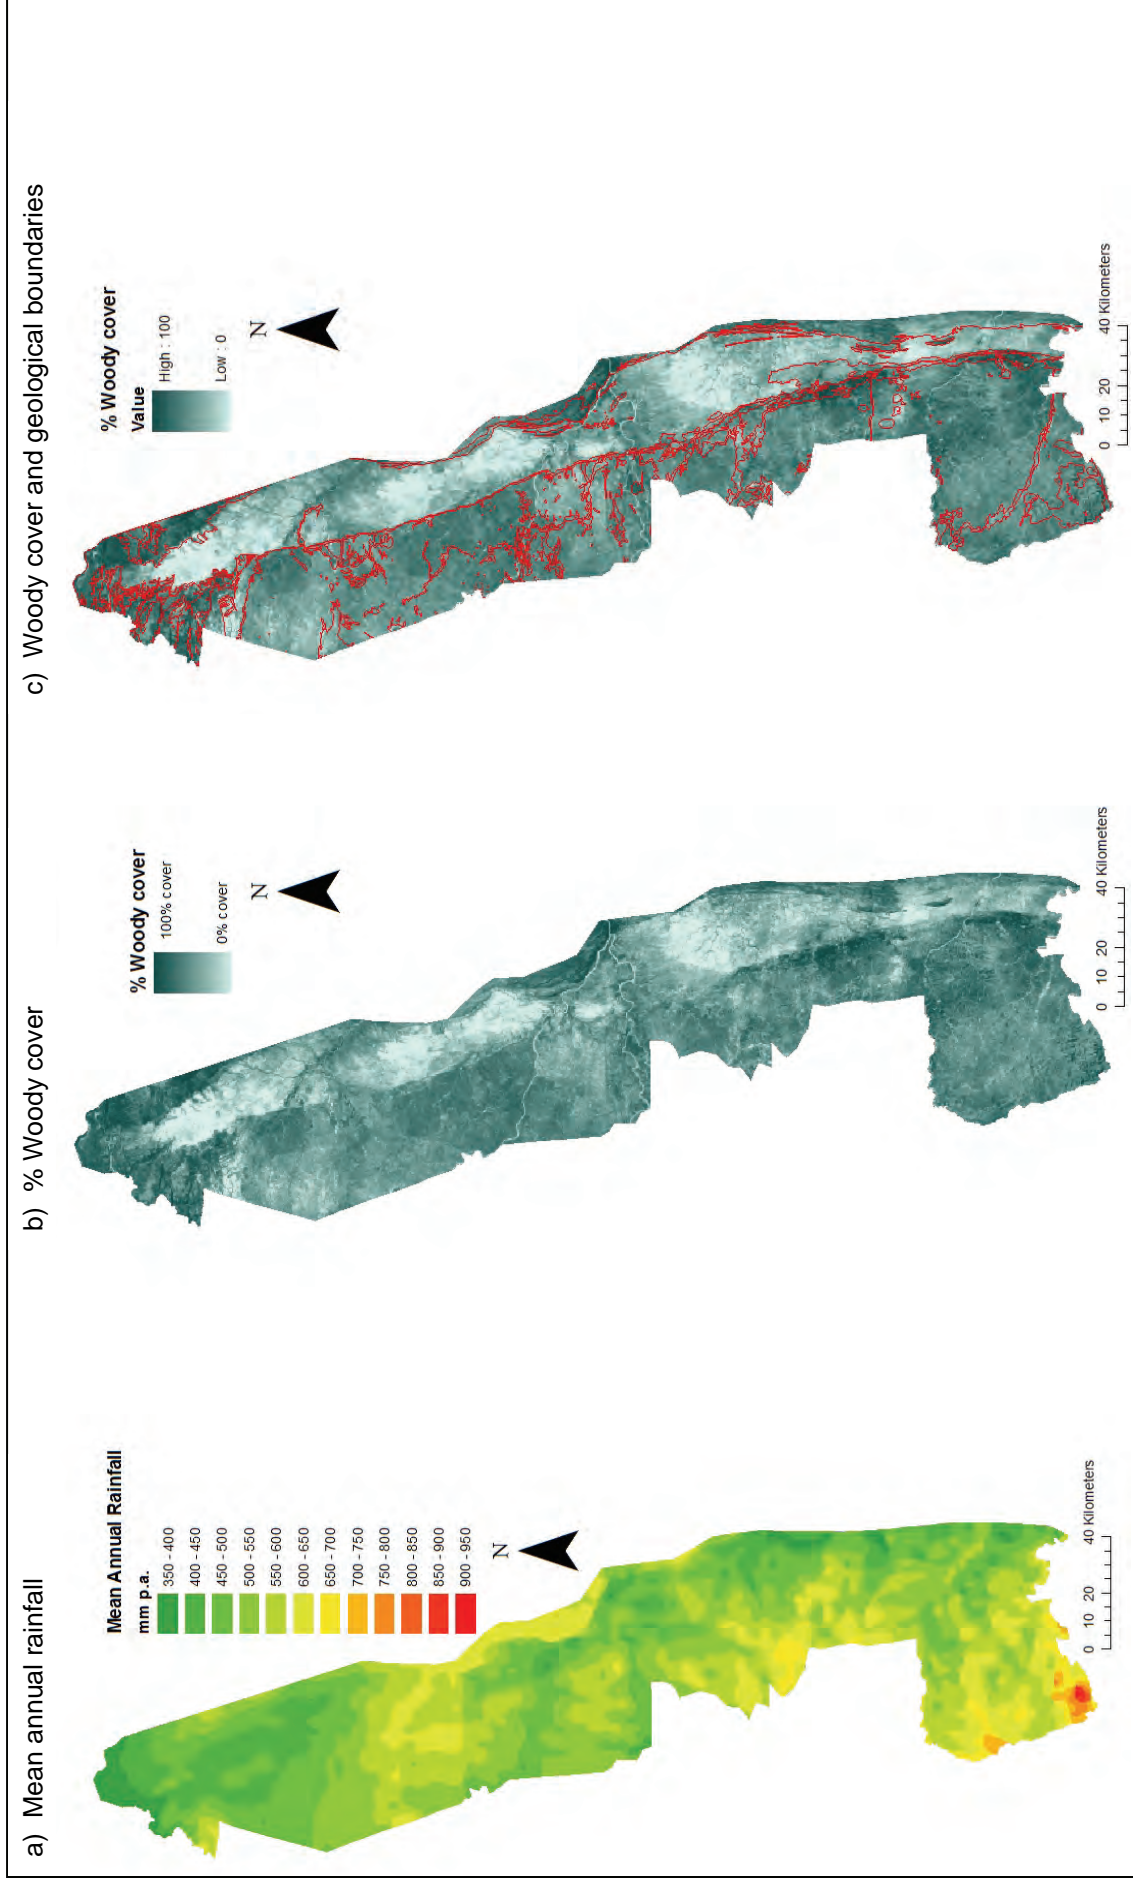 a) Mean annual rainfall
Mean Annual Rainfall
mm p.a.
350 - 400
400 - 450
450 - 500
500 - 550
550 - 600
600 - 650
650 - 700
700 - 750
750 - 800
800 - 850
850 - 900
900 - 950
N
0 10 20 40 Kilometers
b) % Woody cover
% Woody cover
100% cover
0% cover
N
0 10 20 40 Kilometers
c) Woody cover and geological boundaries
% Woody cover
Value
High : 100
Low : 0
N
0 10 20 40 Kilometers